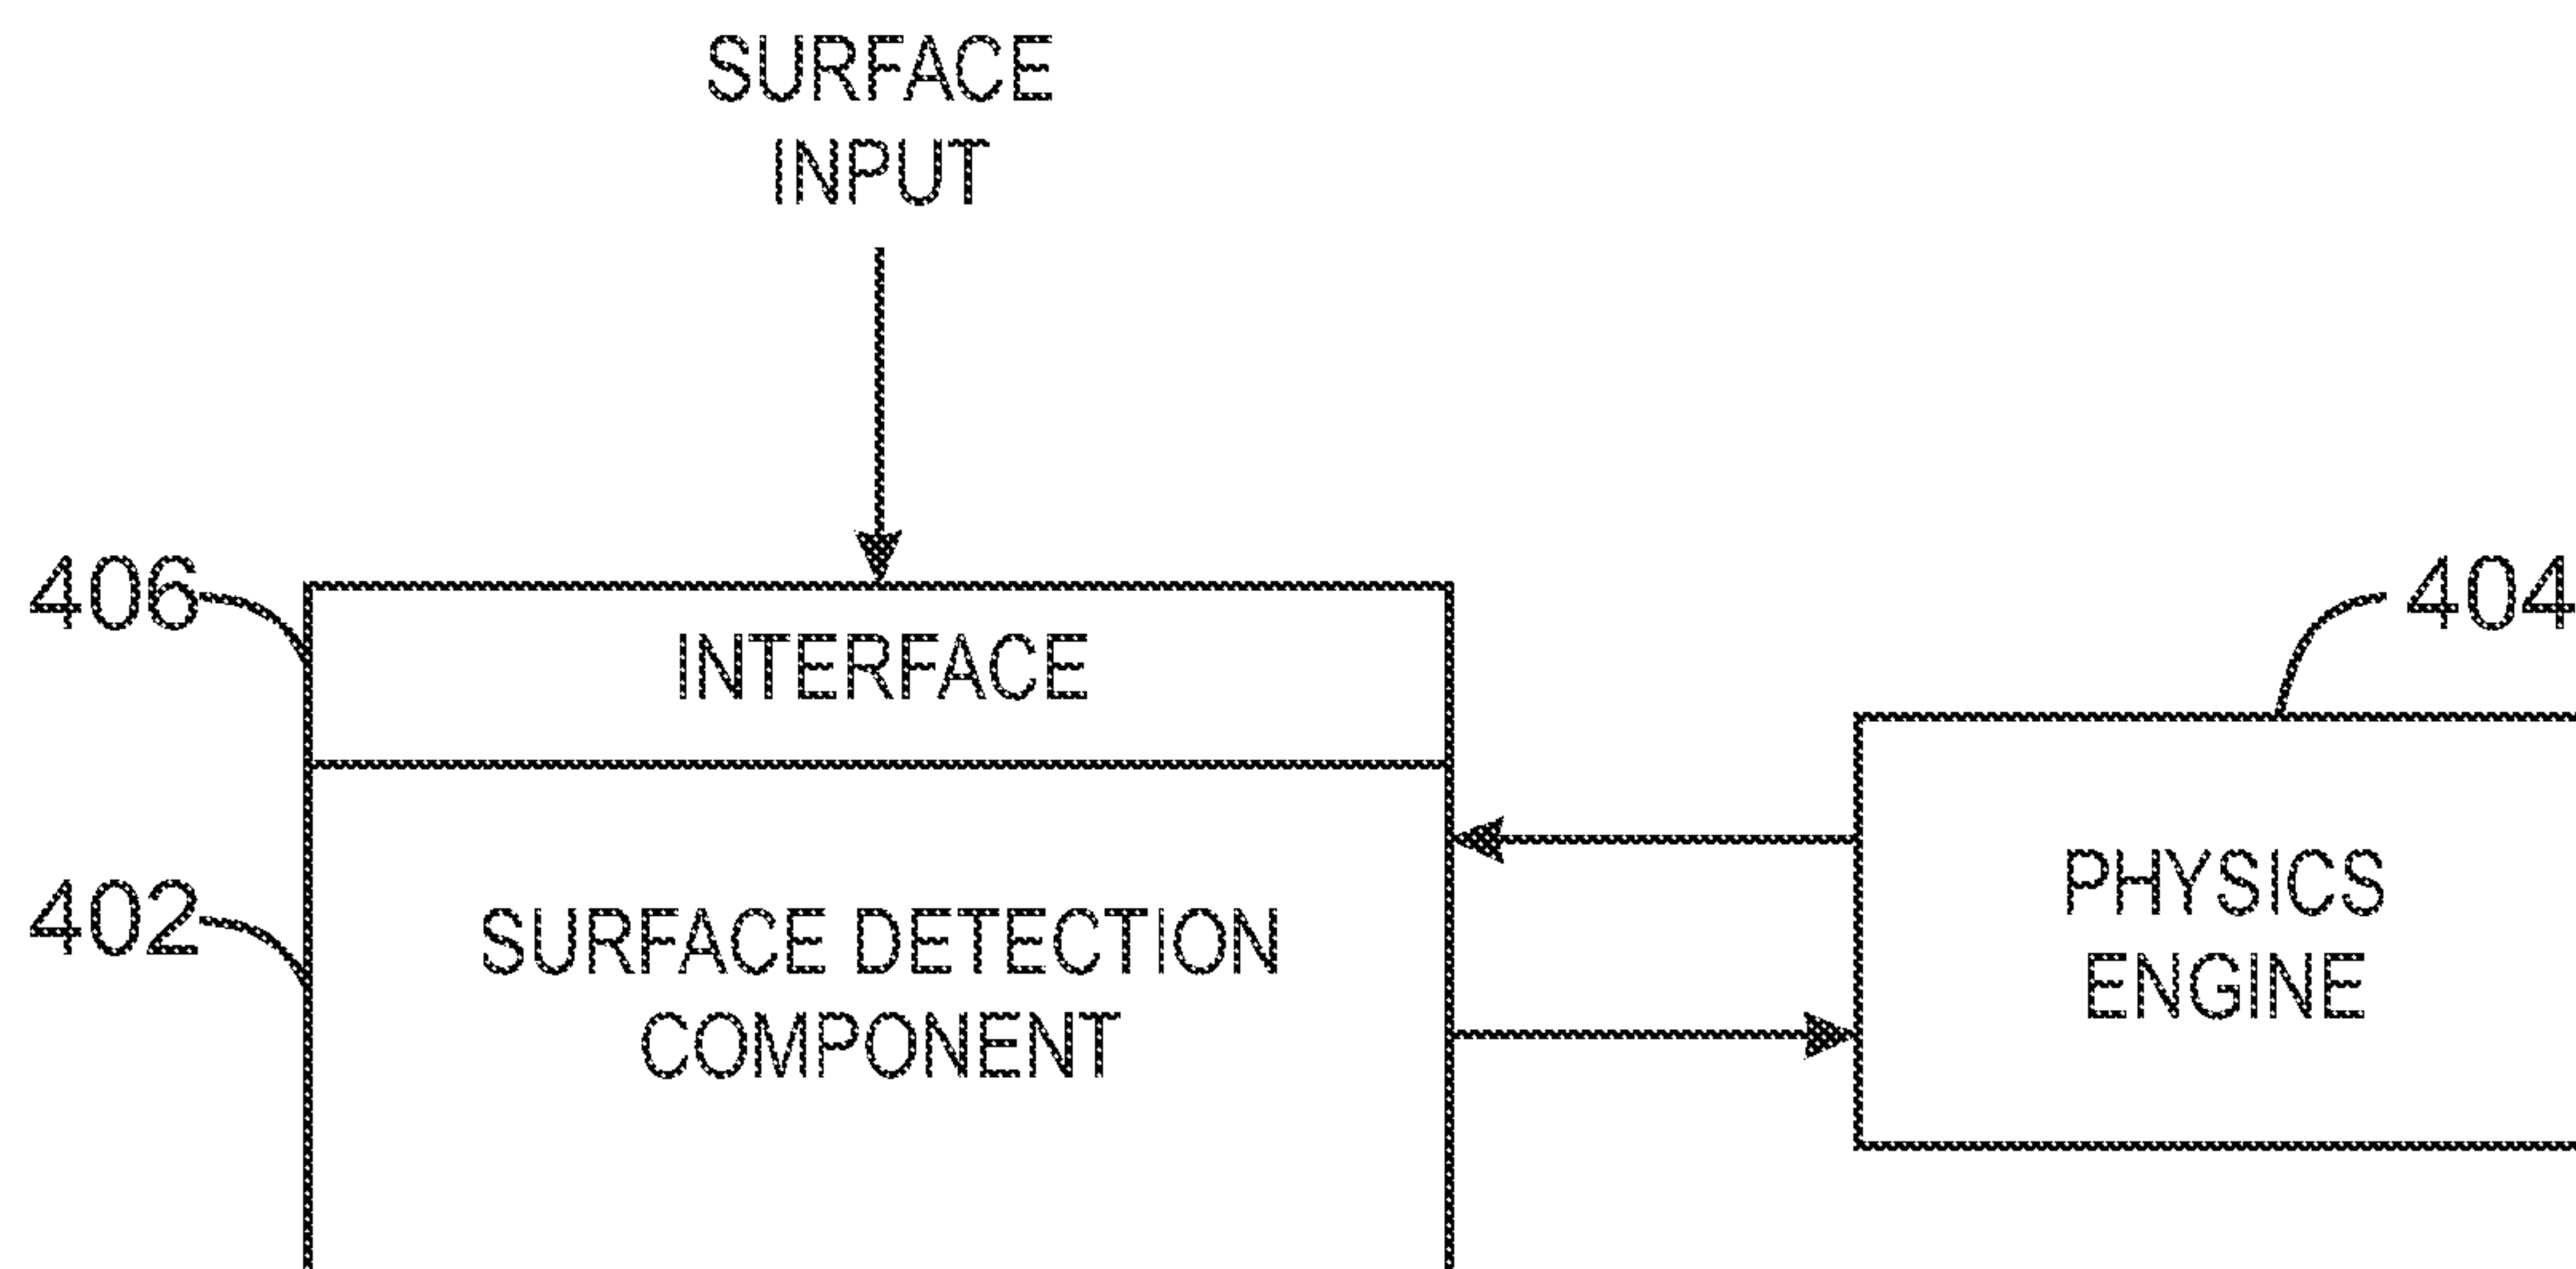 SURFACE
INPUT
406
404
INTERFACE
402
SURFACE DETECTION
COMPONENT
PHYSICS
ENGINE